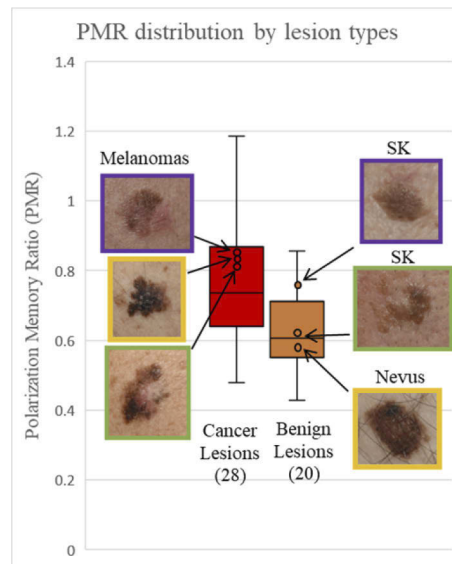 PMR distribution by lesion types
Polarization Memory Ratio (PMR)
1.4
1.2
1
0.8
0.6
0.4
0.2
0
Melanomas
SK
SK
Nevus
Cancer
Lesions
(28)
Benign
Lesions
(20)